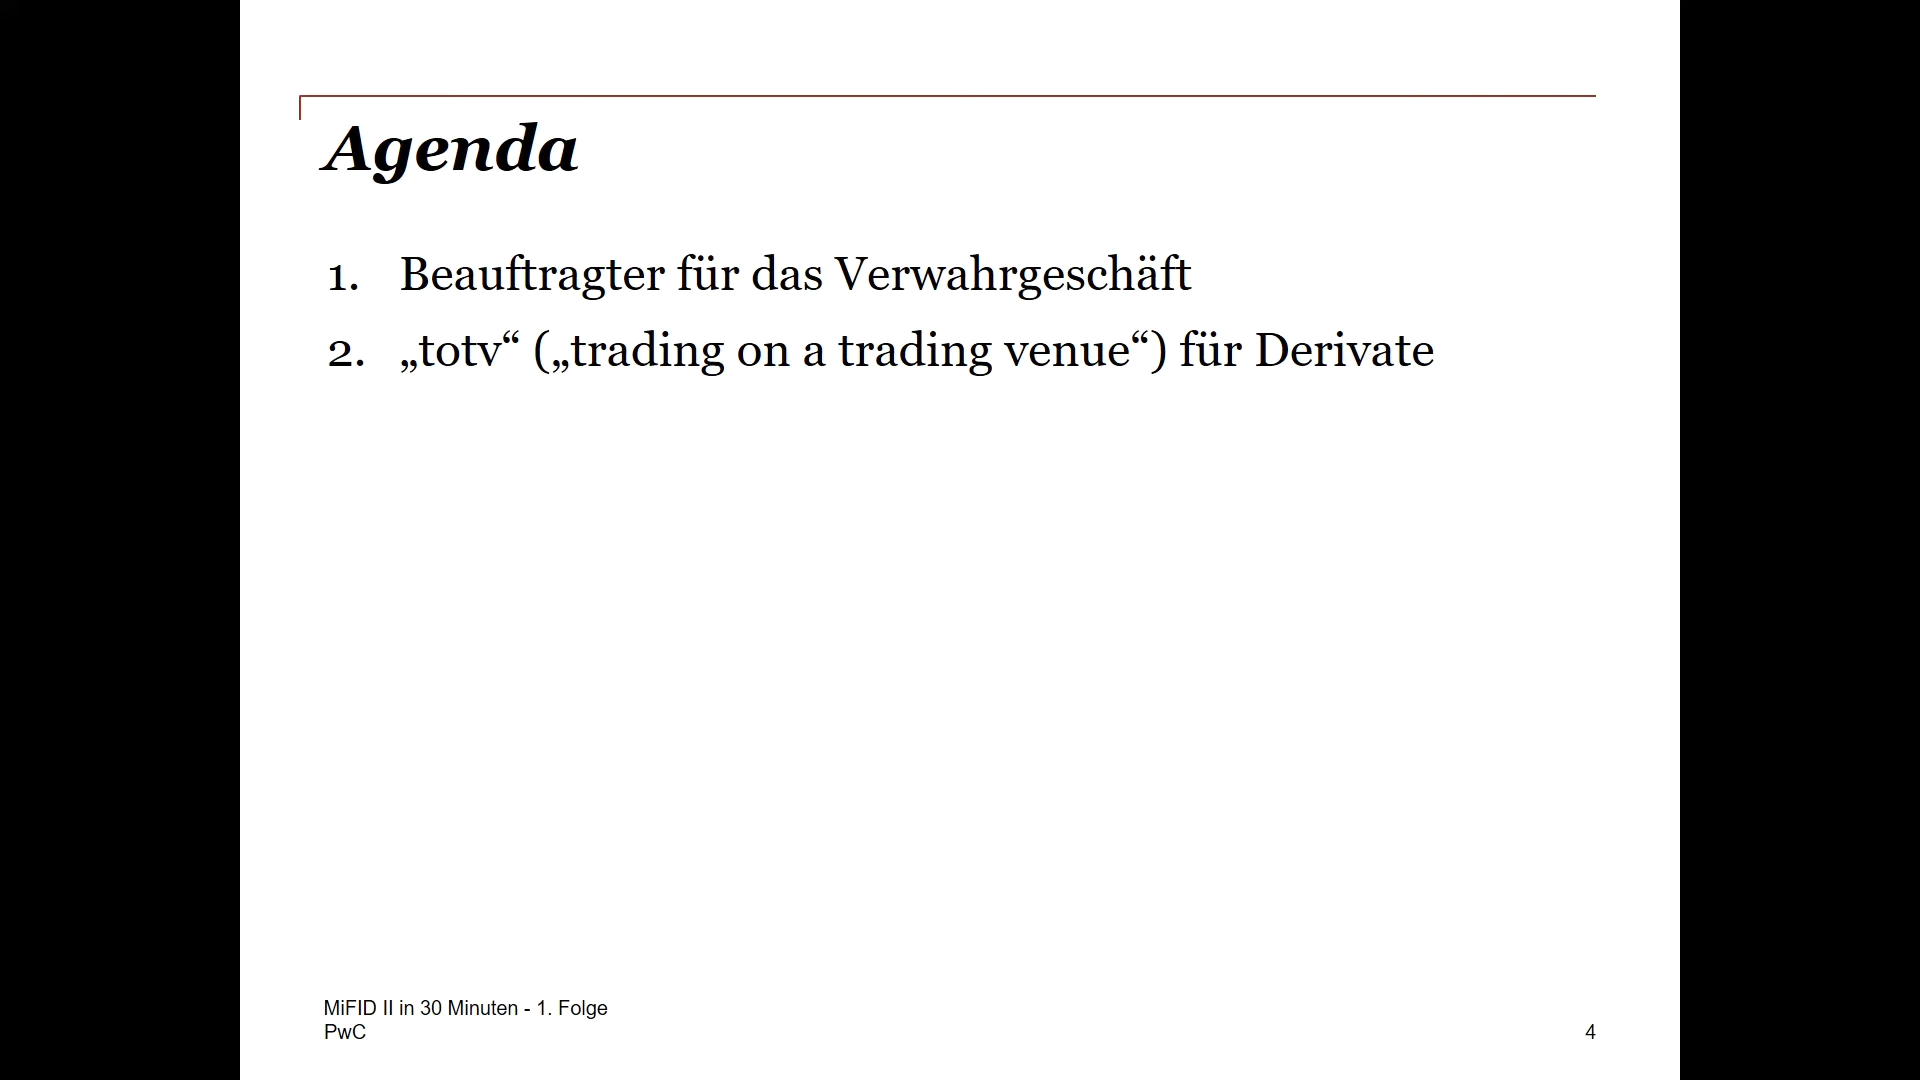 Agenda
1. Beauftragter für das Verwahrgeschäft
2. „totv“ („trading on a trading venue“) für Derivate
MiFID II in 30 Minuten - 1. Folge
PwC
4